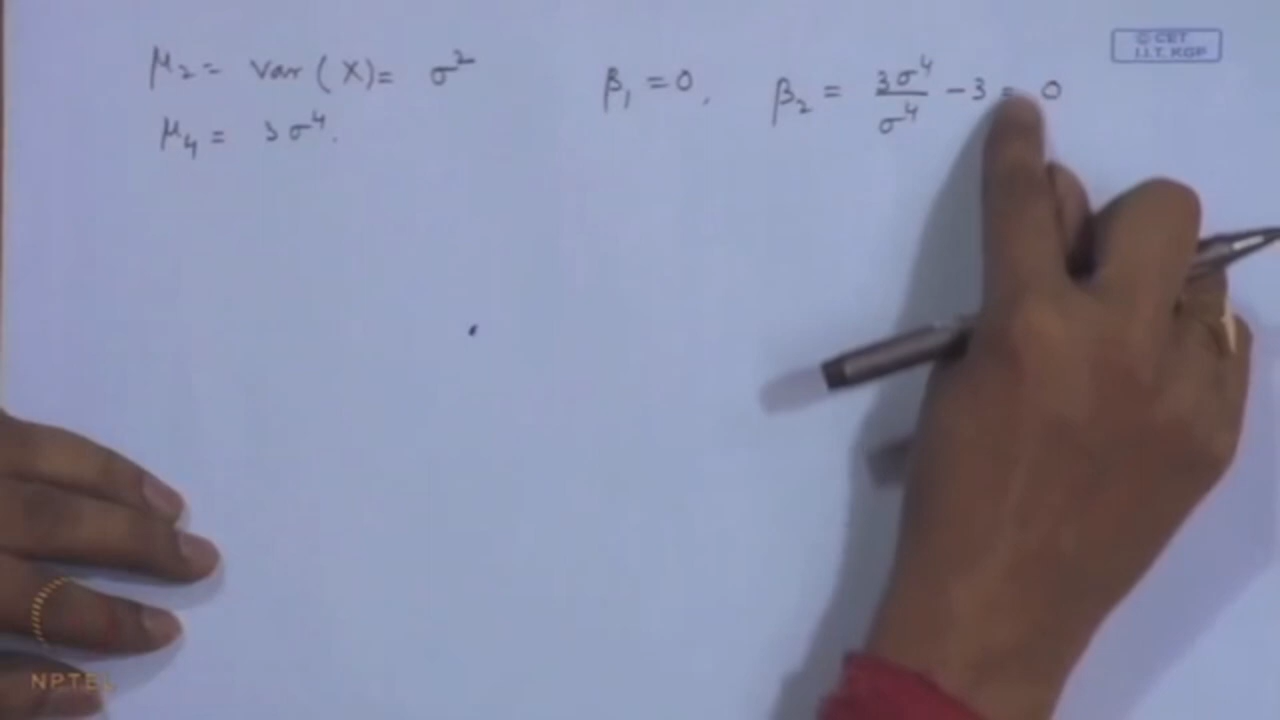 μ₂ = Var (X) = σ² β₁ = 0, β₂ = 3σ⁴/σ⁴ - 3 = 0
μ₄ = 3σ⁴.
© CET
I.I.T. KGP
NPTEL